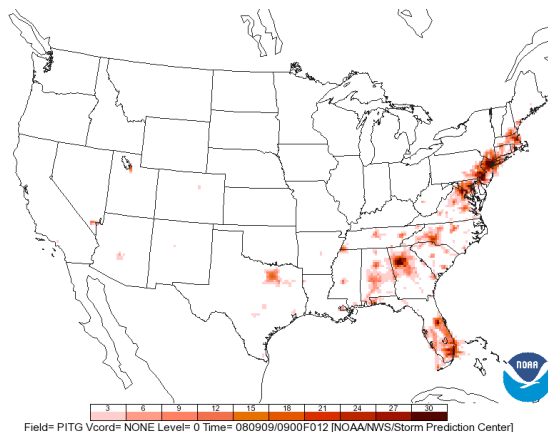 NOAA
3 6 9 12 15 18 21 24 27 30
Field= PITG Vcord= NONE Level= 0 Time= 080909/0900F012 [NOAA/NWS/Storm Prediction Center]